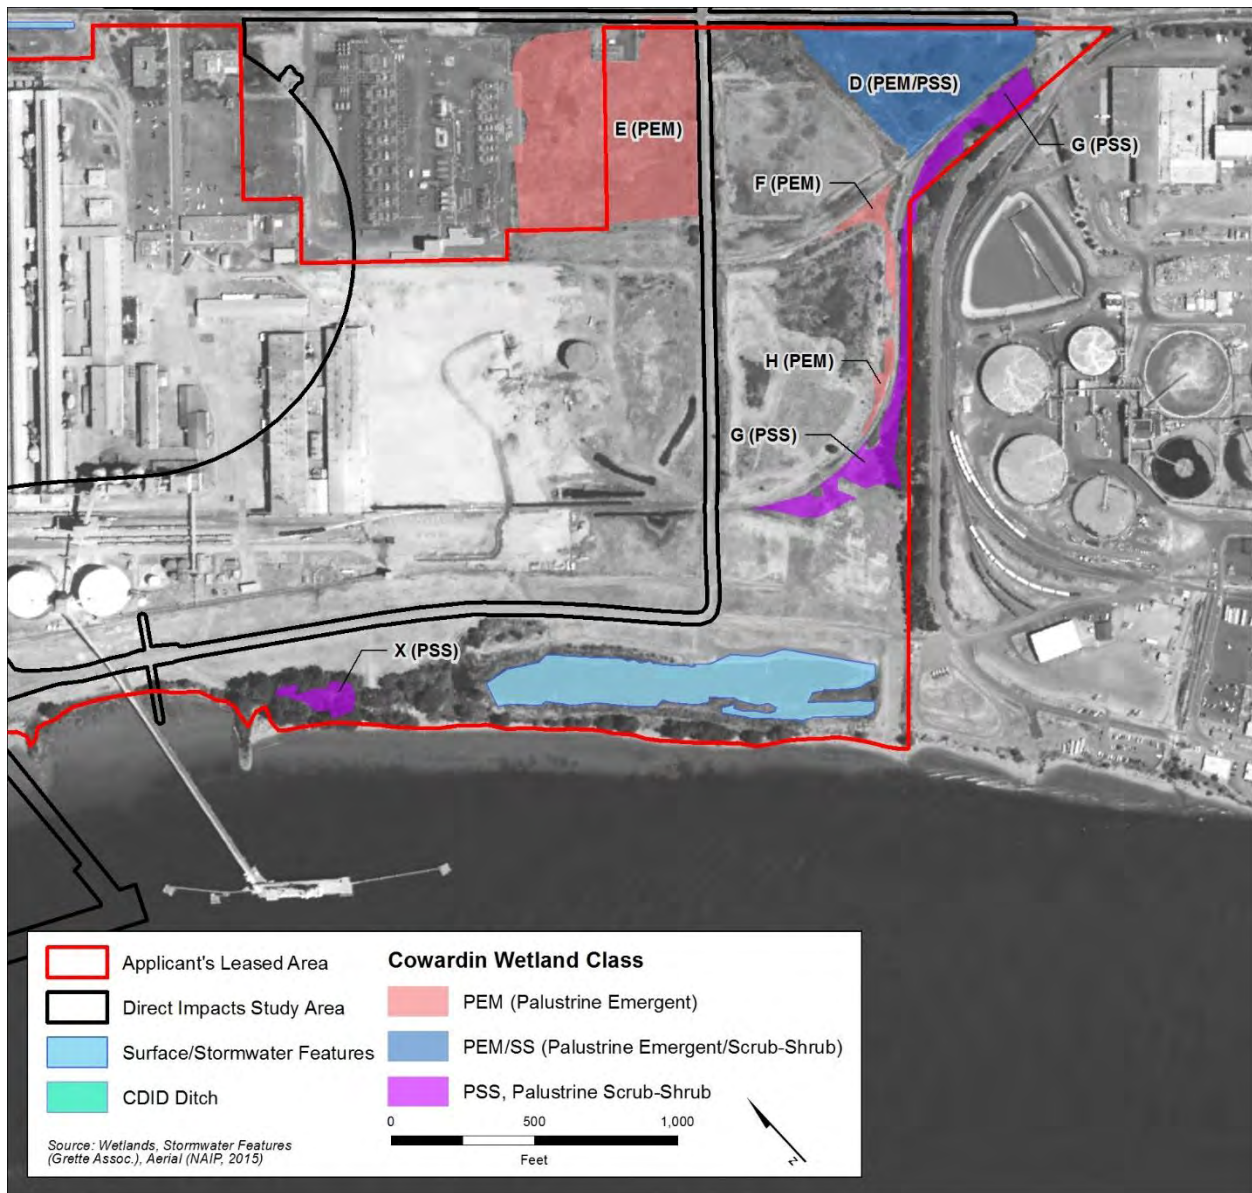 D (PEM/PSS)
E (PEM)
G (PSS)
F (PEM)
H (PEM)
G (PSS)
X (PSS)
Applicant's Leased Area
Direct Impacts Study Area
Surface/Stormwater Features
CDID Ditch
Source: Wetlands, Stormwater Features
(Grette Assoc.), Aerial (NAIP, 2015)
Cowardin Wetland Class
PEM (Palustrine Emergent)
PEM/SS (Palustrine Emergent/Scrub-Shrub)
PSS, Palustrine Scrub-Shrub
0 500 1,000
Feet
N